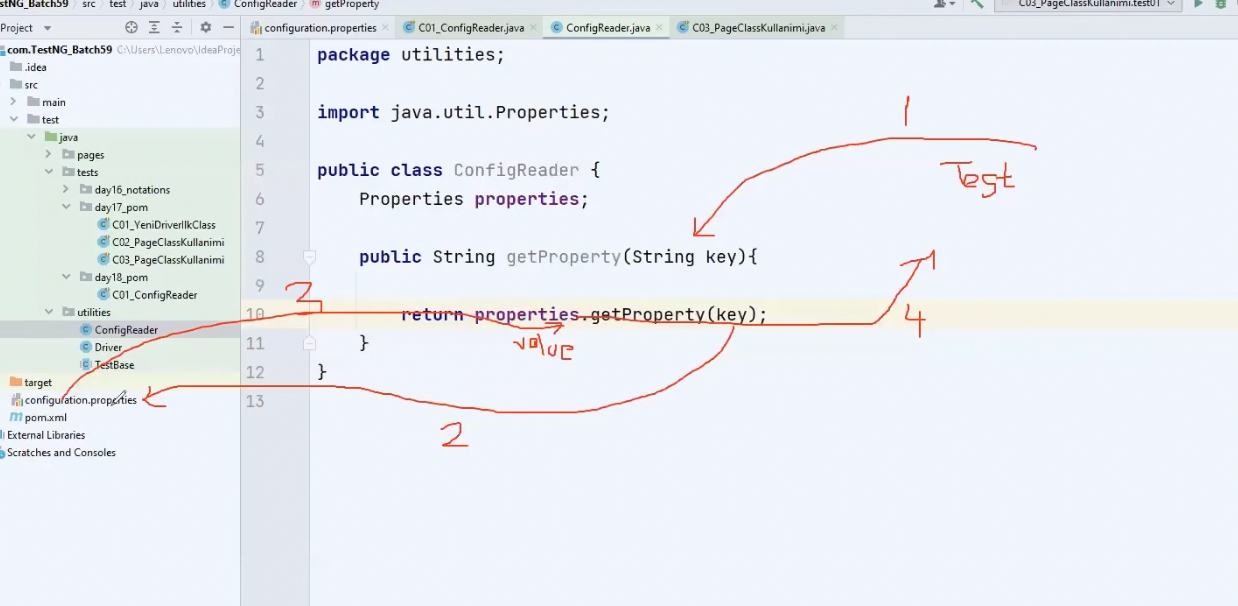 stNG_Batch59 src test java utilities ConfigReader getProperty
C03_PageClassKullanimi.test01
Project
configuration.properties
C01_ConfigReader.java
ConfigReader.java
C03_PageClassKullanimi.java
com.TestNG_Batch59 C:\Users\Lenovo\IdeaProje
.idea
src
main
test
java
pages
tests
day16_notations
day17_pom
C01_YeniDriverIlkClass
C02_PageClassKullanimi
C03_PageClassKullanimi
day18_pom
C01_ConfigReader
utilities
ConfigReader
Driver
TestBase
target
configuration.properties
pom.xml
External Libraries
Scratches and Consoles
1 package utilities;
2
3 import java.util.Properties;
4
5 public class ConfigReader {
6 Properties properties;
7
8 public String getProperty(String key){
9
10 return properties.getProperty(key);
11 }
12 }
13
1
Test
3
value
4
2